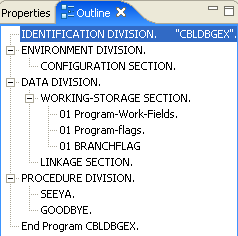 Properties Outline
IDENTIFICATION DIVISION. "CBLDBGEX".
ENVIRONMENT DIVISION.
CONFIGURATION SECTION.
DATA DIVISION.
WORKING-STORAGE SECTION.
01 Program-Work-Fields.
01 Program-flags.
01 BRANCHFLAG
LINKAGE SECTION.
PROCEDURE DIVISION.
SEEYA.
GOODBYE.
End Program CBLDBGEX.